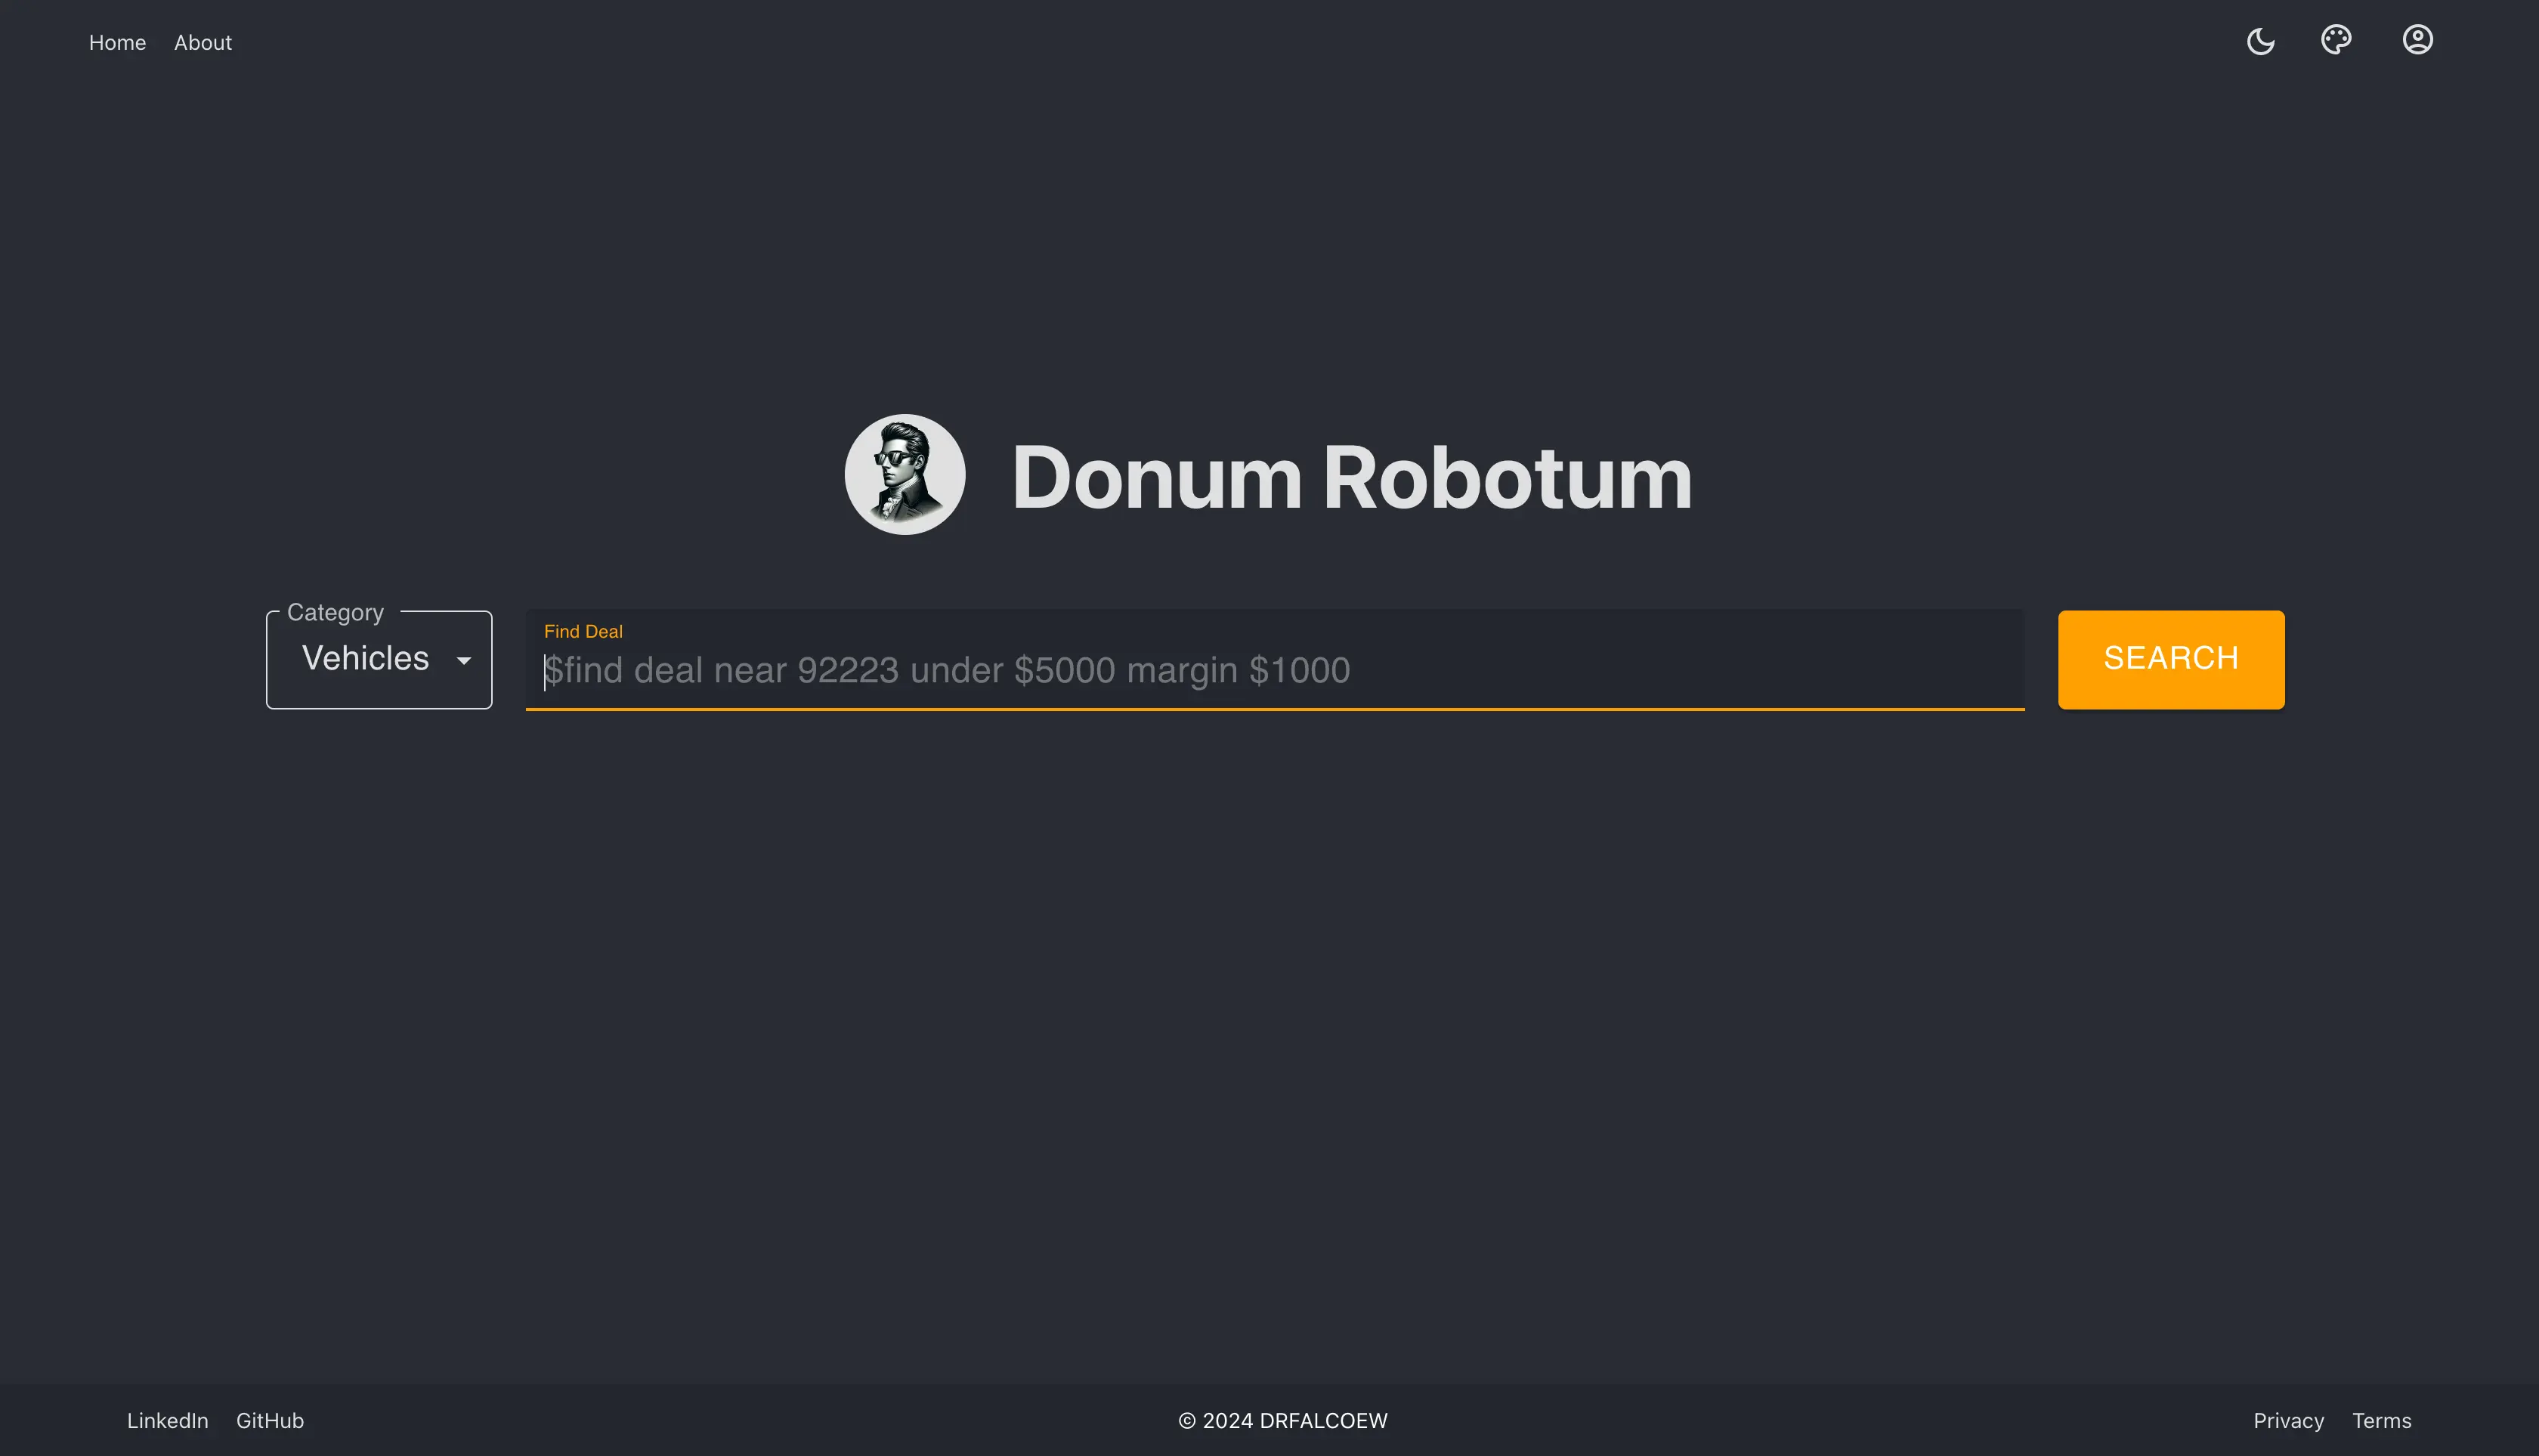 Home About
Donum Robotum
Category
Vehicles
Find Deal
$find deal near 92223 under $5000 margin $1000
SEARCH
LinkedIn GitHub © 2024 DRFALCOEW Privacy Terms